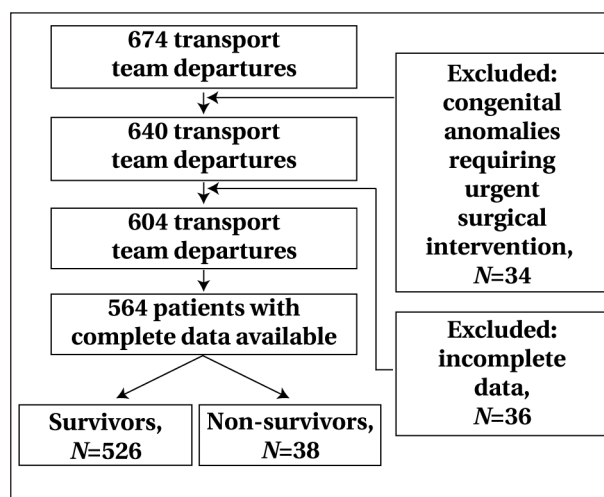 674 transport
team departures
Excluded:
congenital
anomalies
requiring
urgent
surgical
intervention,
N=34
640 transport
team departures
604 transport
team departures
564 patients with
complete data available
Excluded:
incomplete
data,
N=36
Survivors,
N=526
Non-survivors,
N=38